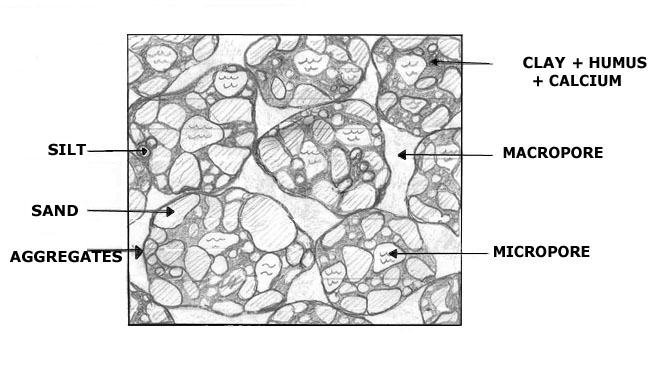 CLAY + HUMUS
+ CALCIUM
SILT
MACROPORE
SAND
AGGREGATES
MICROPORE